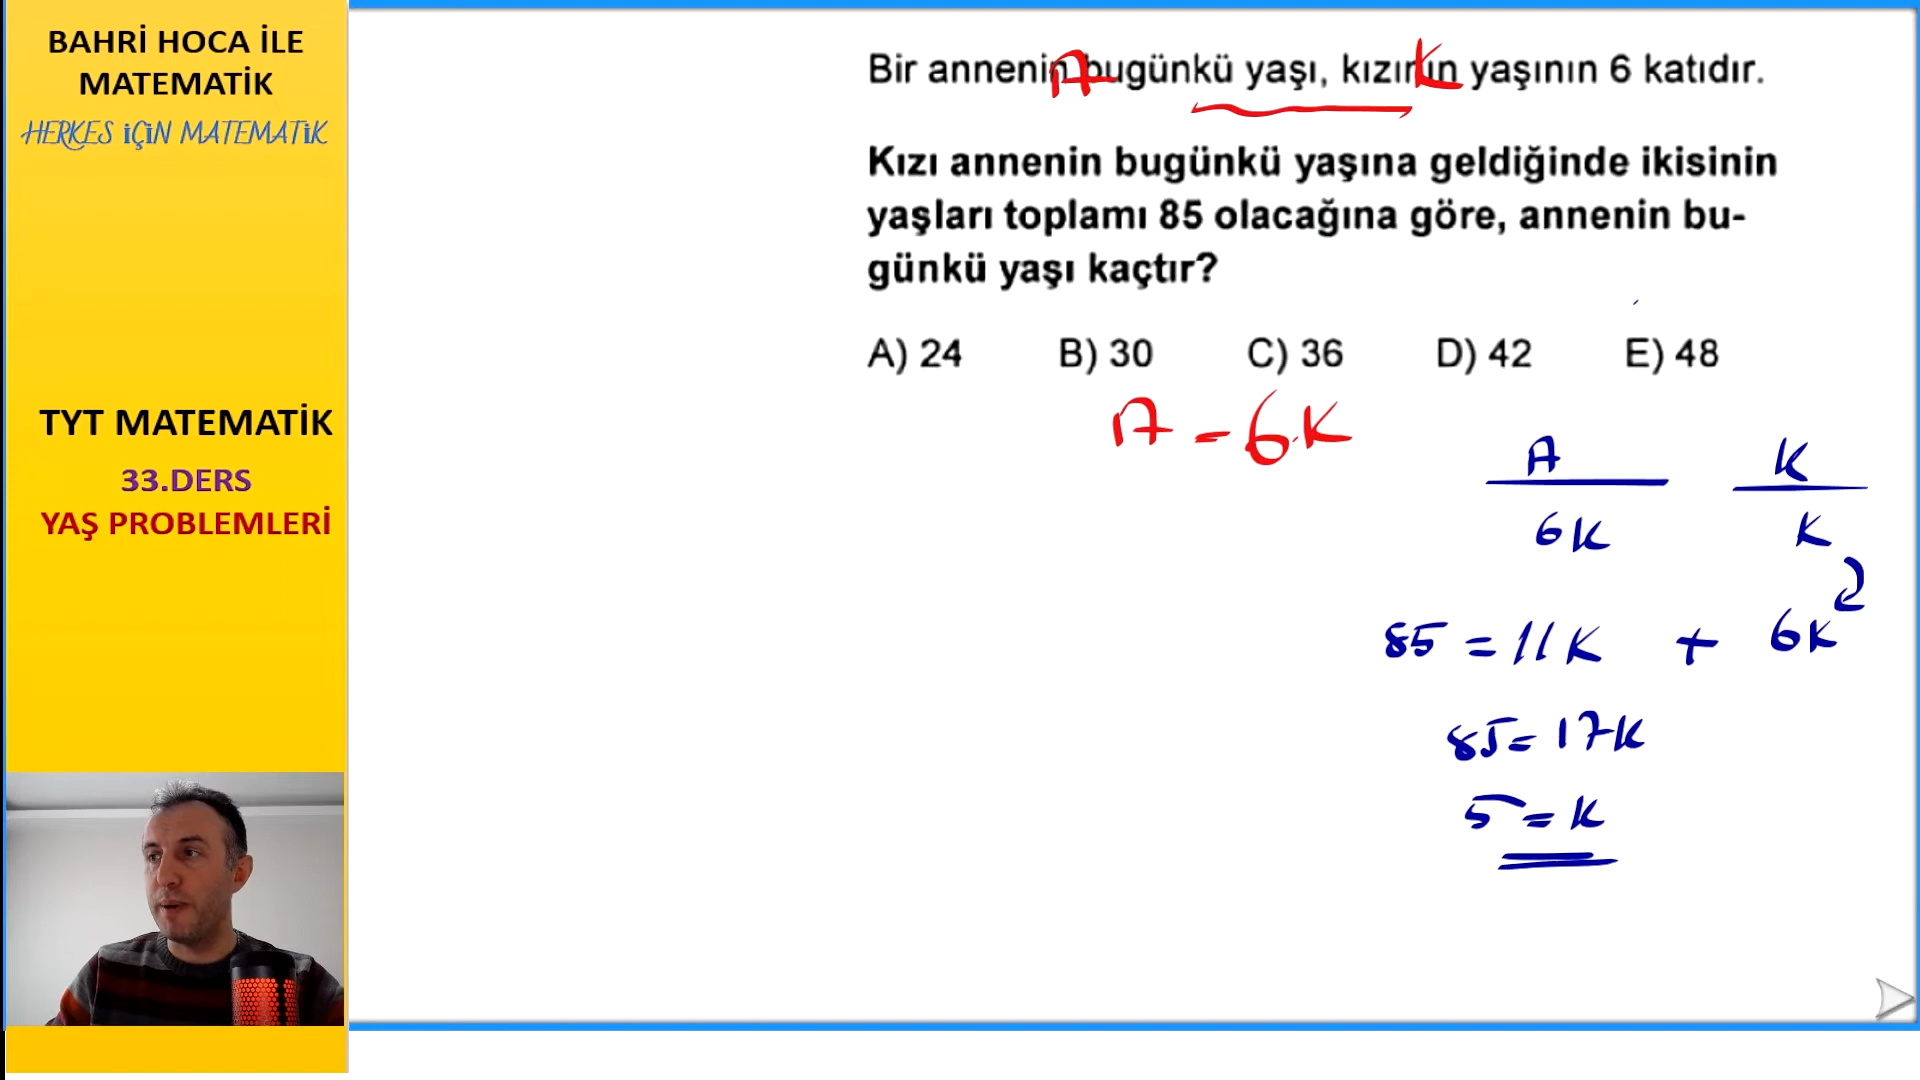 BAHRİ HOCA İLE
MATEMATİK
HERKES İÇİN MATEMATİK
TYT MATEMATİK
33.DERS
YAŞ PROBLEMLERİ
Bir annenin bugünkü yaşı, kızının yaşının 6 katıdır.
A
K
Kızı annenin bugünkü yaşına geldiğinde ikisinin
yaşları toplamı 85 olacağına göre, annenin bu-
günkü yaşı kaçtır?
A) 24 B) 30 C) 36 D) 42 E) 48
A = 6.K
A K
6K K
85 = 11K + 6K
85 = 17K
5 = K